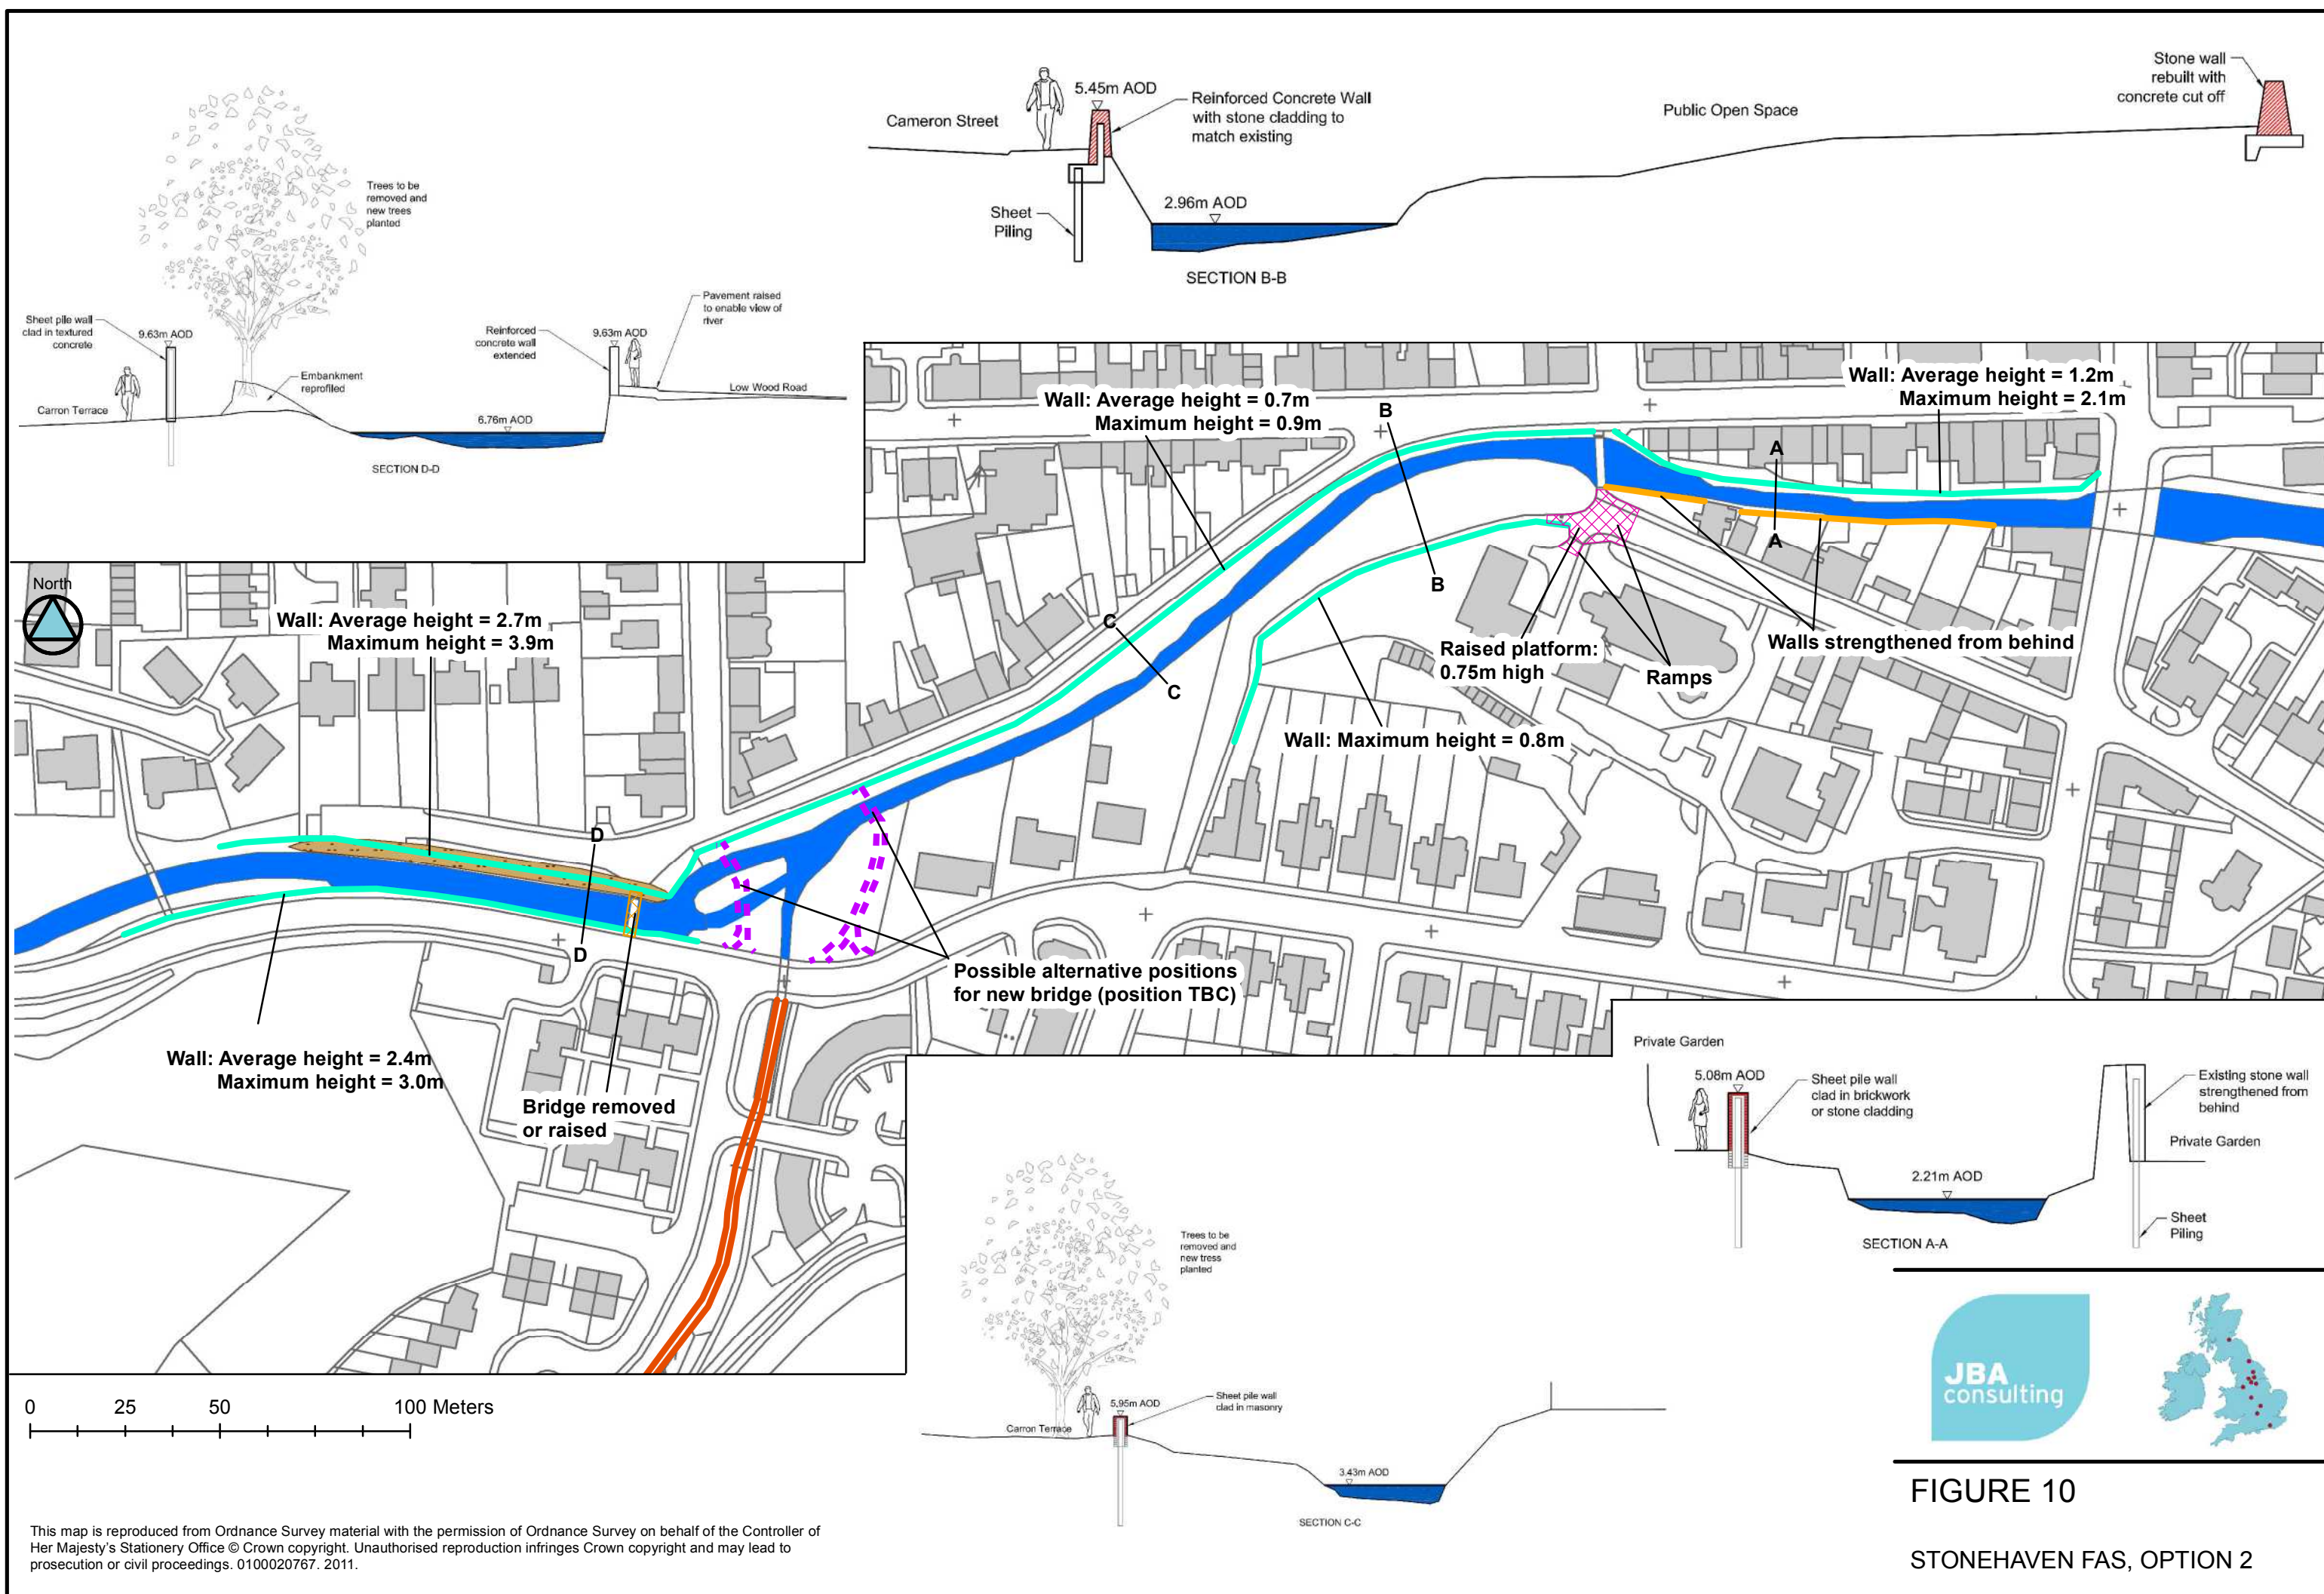 Trees to be
removed and
new trees
planted
Sheet pile wall
clad in textured
concrete
9.63m AOD
Embankment
reprofiled
Carron Terrace
6.76m AOD
Reinforced
concrete wall
extended
9.63m AOD
Pavement raised
to enable view of
river
Low Wood Road
SECTION D-D
Cameron Street
5.45m AOD
Reinforced Concrete Wall
with stone cladding to
match existing
Sheet
Piling
2.96m AOD
Public Open Space
Stone wall
rebuilt with
concrete cut off
SECTION B-B
Wall: Average height = 0.7m
Maximum height = 0.9m
Wall: Average height = 1.2m
Maximum height = 2.1m
B
B
A
A
North
Wall: Average height = 2.7m
Maximum height = 3.9m
C
C
Raised platform:
0.75m high
Ramps
Walls strengthened from behind
Wall: Maximum height = 0.8m
D
D
Possible alternative positions
for new bridge (position TBC)
Wall: Average height = 2.4m
Maximum height = 3.0m
Bridge removed
or raised
Private Garden
5.08m AOD
Sheet pile wall
clad in brickwork
or stone cladding
Existing stone wall
strengthened from
behind
Private Garden
2.21m AOD
Sheet
Piling
SECTION A-A
Trees to be
removed and
new tress
planted
Carron Terrace
5.95m AOD
Sheet pile wall
clad in masonry
3.43m AOD
SECTION C-C
0 25 50 100 Meters
JBA
consulting
FIGURE 10
STONEHAVEN FAS, OPTION 2
This map is reproduced from Ordnance Survey material with the permission of Ordnance Survey on behalf of the Controller of
Her Majesty's Stationery Office © Crown copyright. Unauthorised reproduction infringes Crown copyright and may lead to
prosecution or civil proceedings. 0100020767. 2011.